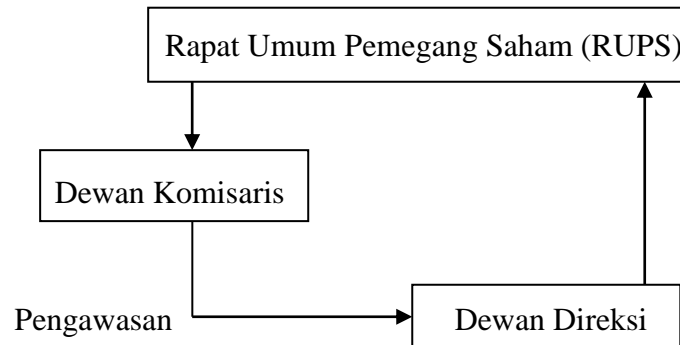 Rapat Umum Pemegang Saham (RUPS)
Dewan Komisaris
Pengawasan
Dewan Direksi